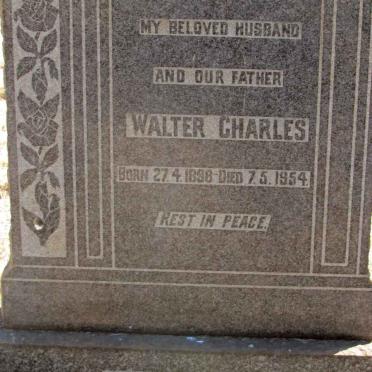 MY BELOVED HUSBAND
AND OUR FATHER
WALTER CHARLES
BORN 27.4.1898-DIED 7.5.1954.
REST IN PEACE.